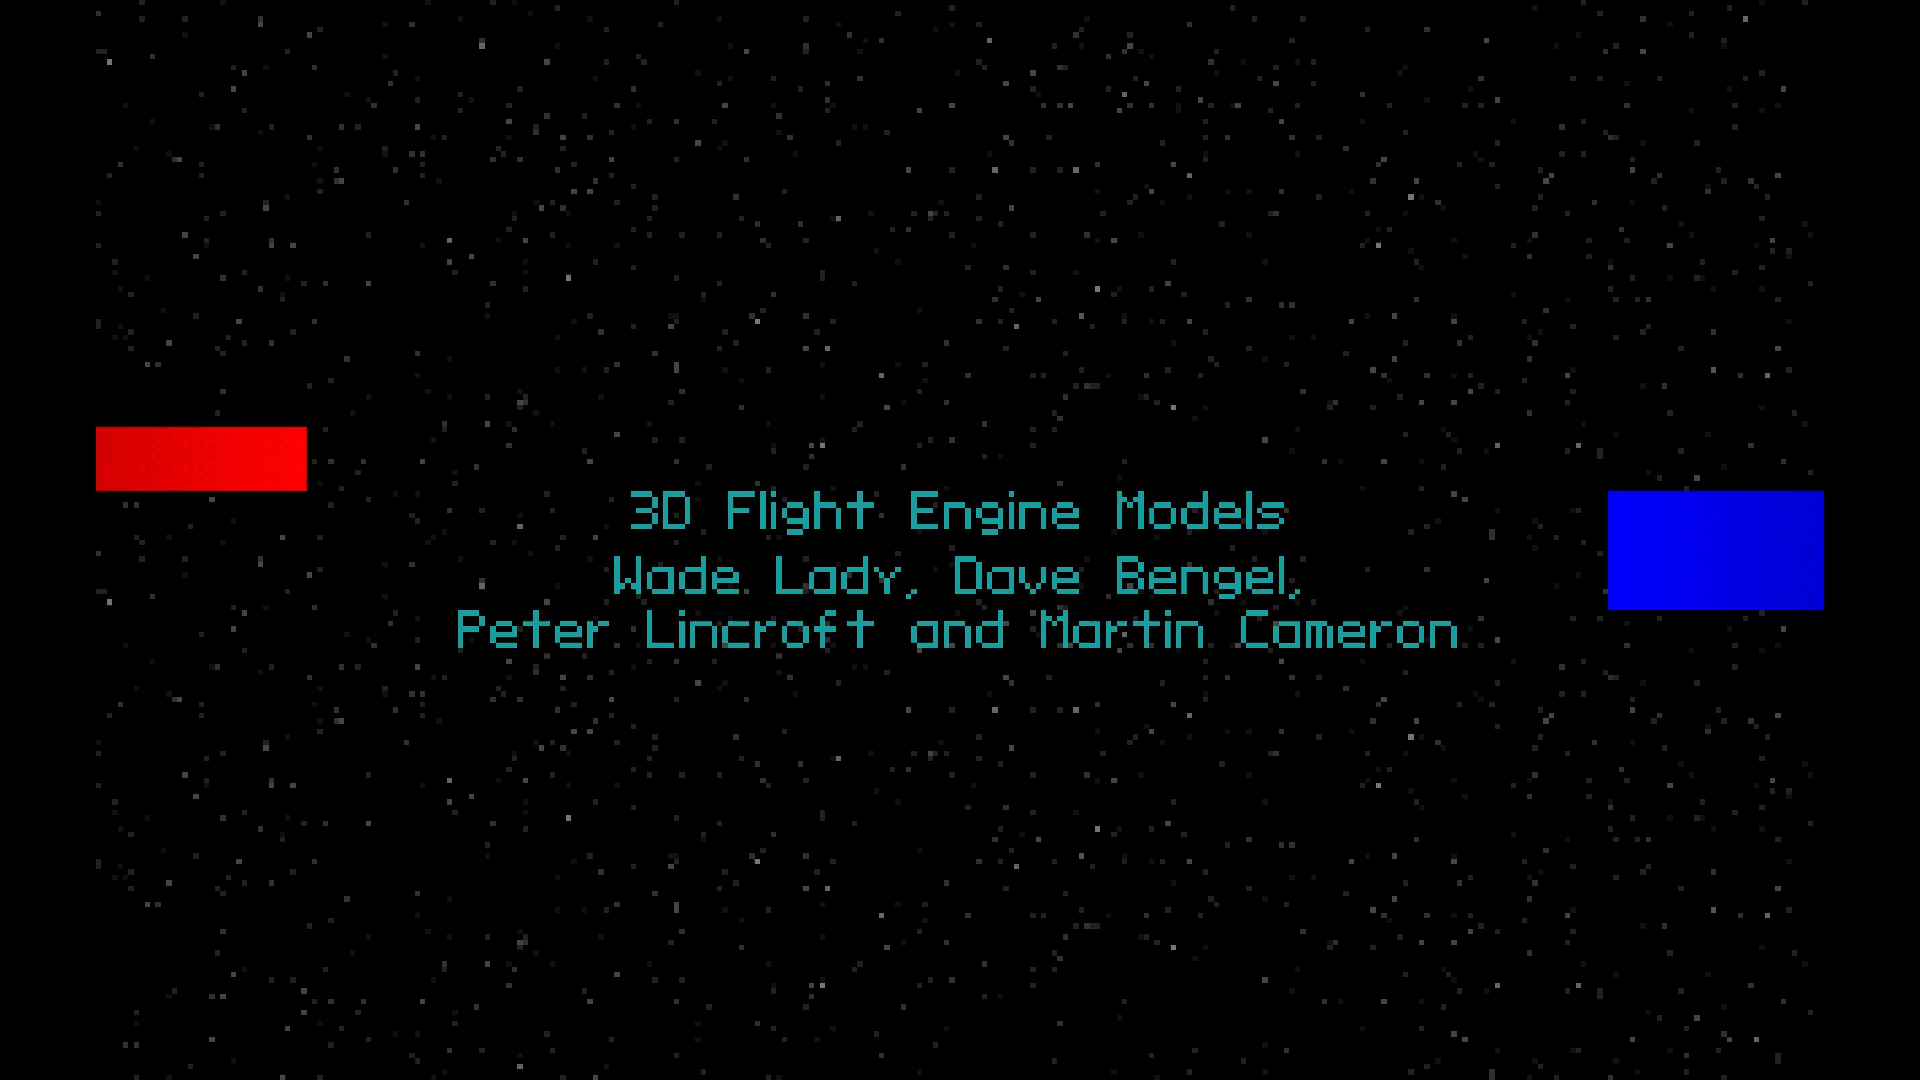 3D Flight Engine Models
Wade Lady, Dave Bengel,
Peter Lincroft and Martin Cameron